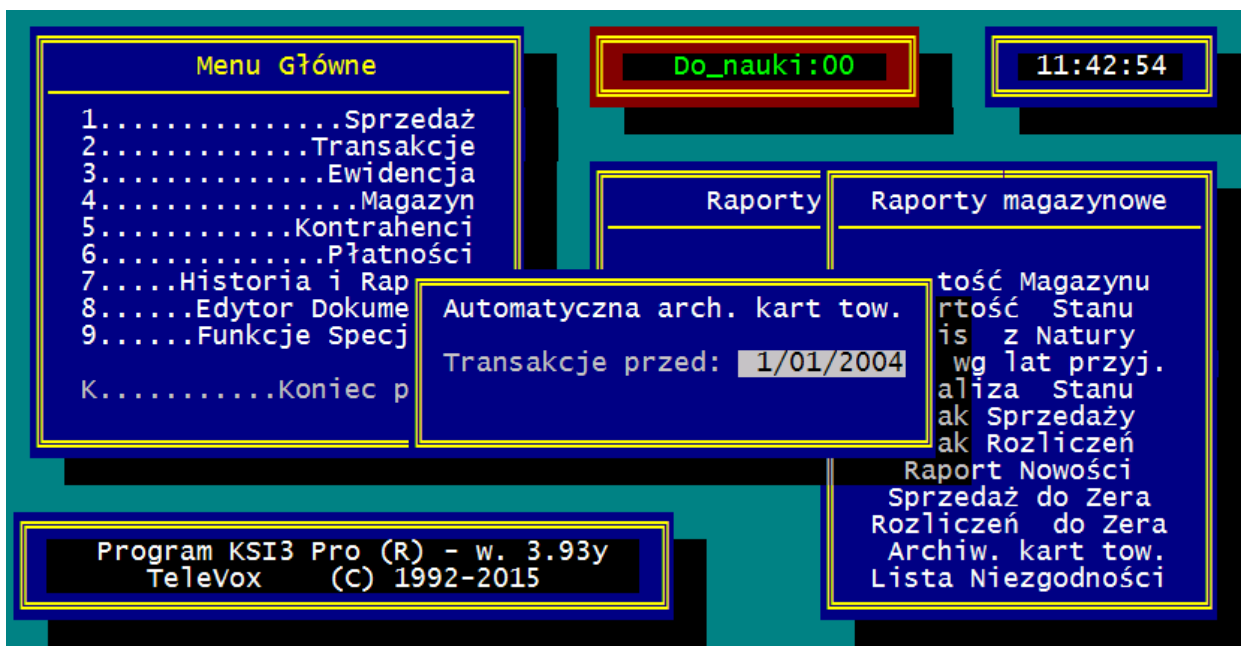 Menu Główne
1...............Sprzedaż
2.............Transakcje
3..............Ewidencja
4................Magazyn
5............Kontrahenci
6..............Płatności
7.....Historia i Rap
8......Edytor Dokume
9......Funkcje Specj
K...........Koniec p
Do_nauki:00
11:42:54
Raporty
Raporty magazynowe
tość Magazynu
rtość Stanu
is z Natury
wg lat przyj.
aliza Stanu
ak Sprzedaży
ak Rozliczeń
Raport Nowości
Sprzedaż do Zera
Rozliczeń do Zera
Archiw. kart tow.
Lista Niezgodności
Automatyczna arch. kart tow.
Transakcje przed: 1/01/2004
Program KSI3 Pro (R) - w. 3.93y
TeleVox (C) 1992-2015